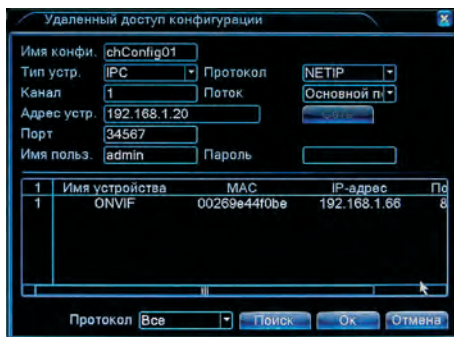 Удаленный доступ конфигурации
Имя конфи. chConfig01
Тип устр. IPC Протокол NETIP
Канал 1 Поток Основной п
Адрес устр. 192.168.1.20
Порт 34567
Имя польз. admin Пароль
1 Имя устройства MAC IP-адрес По
1 ONVIF 00269e44f0be 192.168.1.66 8
Протокол Все Поиск Ок Отмена